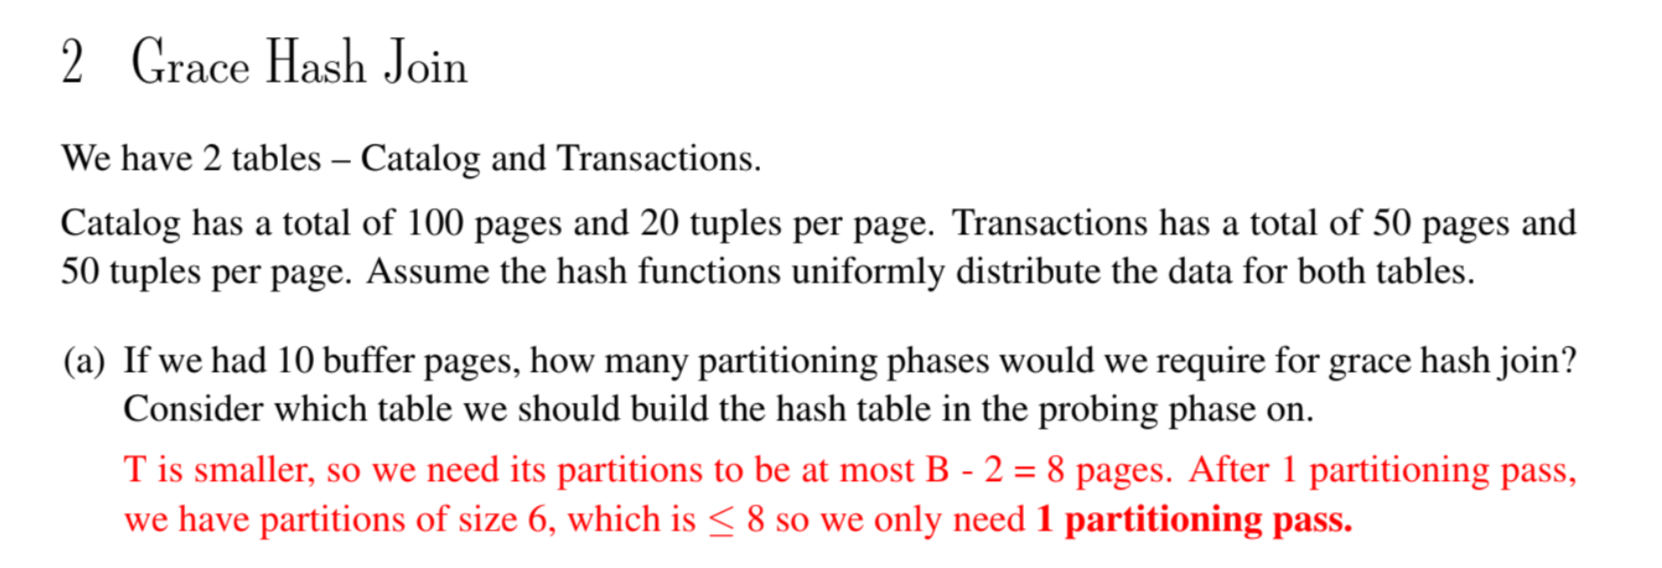 2 Grace Hash Join
We have 2 tables – Catalog and Transactions.
Catalog has a total of 100 pages and 20 tuples per page. Transactions has a total of 50 pages and
50 tuples per page. Assume the hash functions uniformly distribute the data for both tables.
(a) If we had 10 buffer pages, how many partitioning phases would we require for grace hash join?
Consider which table we should build the hash table in the probing phase on.
T is smaller, so we need its partitions to be at most B - 2 = 8 pages. After 1 partitioning pass,
we have partitions of size 6, which is ≤ 8 so we only need 1 partitioning pass.